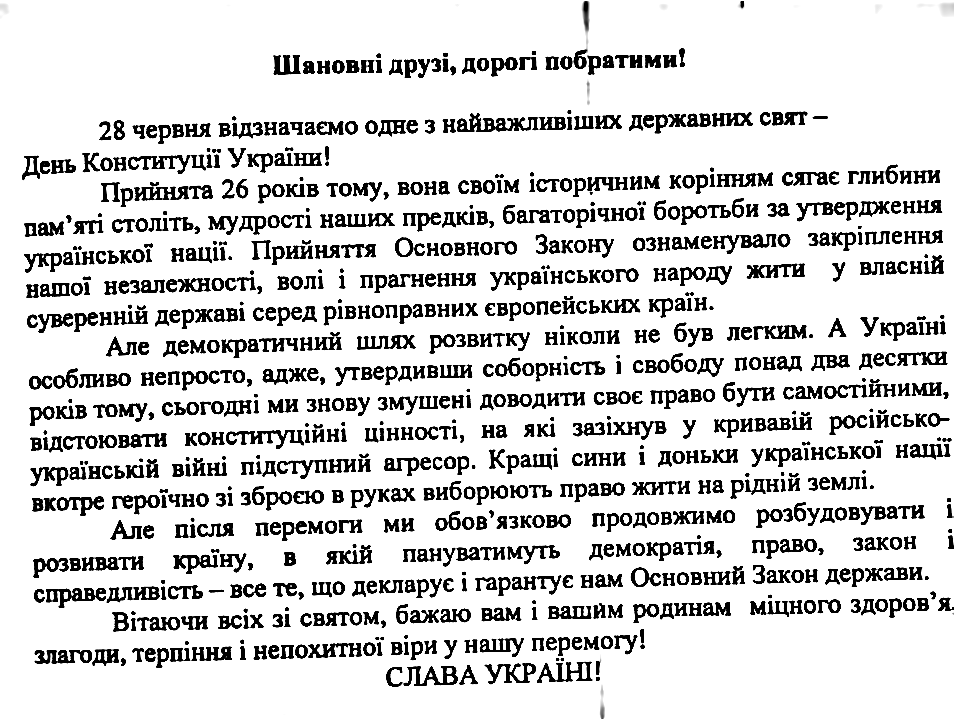 Шановні друзі, дорогі побратими!
28 червня відзначаємо одне з найважливіших державних свят –
День Конституції України!
Прийнята 26 років тому, вона своїм історичним корінням сягає глибини
пам’яті століть, мудрості наших предків, багаторічної боротьби за утвердження
української нації. Прийняття Основного Закону ознаменувало закріплення
нашої незалежності, волі і прагнення українського народу жити у власній
суверенній державі серед рівноправних європейських країн.
Але демократичний шлях розвитку ніколи не був легким. А Україні
особливо непросто, адже, утвердивши соборність і свободу понад два десятки
років тому, сьогодні ми знову змушені доводити своє право бути самостійними,
відстоювати конституційні цінності, на які зазіхнув у кривавій російсько-
українській війні підступний агресор. Кращі сини і доньки української нації
вкотре героїчно зі зброєю в руках виборюють право жити на рідній землі.
Але після перемоги ми обов’язково продовжимо розбудовувати і
розвивати країну, в якій пануватимуть демократія, право, закон і
справедливість – все те, що декларує і гарантує нам Основний Закон держави.
Вітаючи всіх зі святом, бажаю вам і вашим родинам міцного здоров’я,
злагоди, терпіння і непохитної віри у нашу перемогу!
СЛАВА УКРАЇНІ!